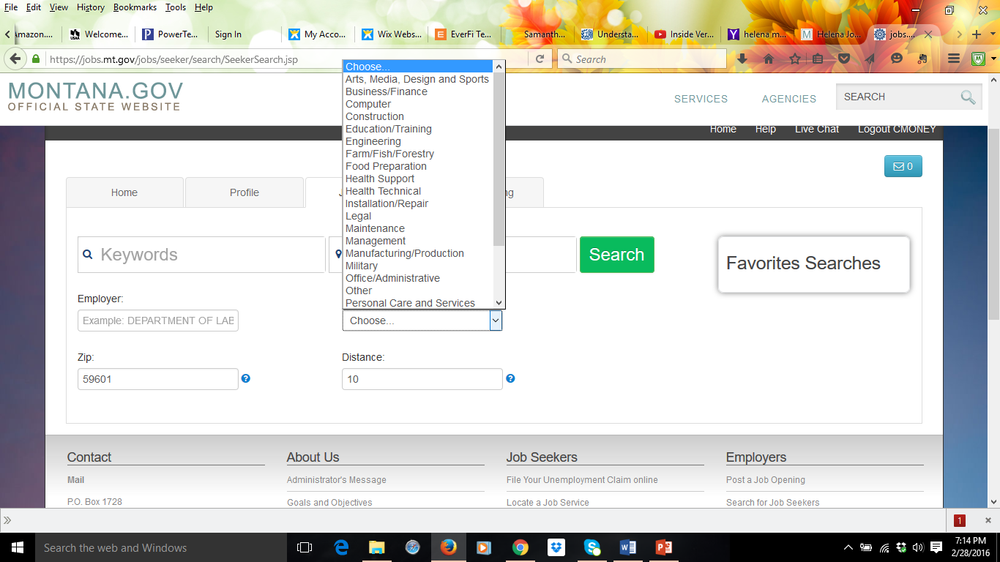 File Edit View History Bookmarks Tools Help
Amazon.... Welcome... PowerTe... Sign In My Acco... Wix Webs... EverFi Te... Samanth... Understa... Inside Ver... helena m... Helena Jo... jobs....
https://jobs.mt.gov/jobs/seeker/search/SeekerSearch.jsp
Search
MONTANA.GOV
OFFICIAL STATE WEBSITE
SERVICES AGENCIES SEARCH
Home Help Live Chat Logout CMONEY
0
Home Profile
Choose...
Arts, Media, Design and Sports
Business/Finance
Computer
Construction
Education/Training
Engineering
Farm/Fish/Forestry
Food Preparation
Health Support
Health Technical
Installation/Repair
Legal
Maintenance
Management
Manufacturing/Production
Military
Office/Administrative
Other
Personal Care and Services
Keywords
Search
Favorites Searches
Employer:
Example: DEPARTMENT OF LAB
Choose...
Zip: Distance:
59601 10
Contact About Us Job Seekers Employers
Mail Administrator's Message File Your Unemployment Claim online Post a Job Opening
P.O. Box 1728 Goals and Objectives Locate a Job Service Search for Job Seekers
1
Search the web and Windows
7:14 PM
2/28/2016